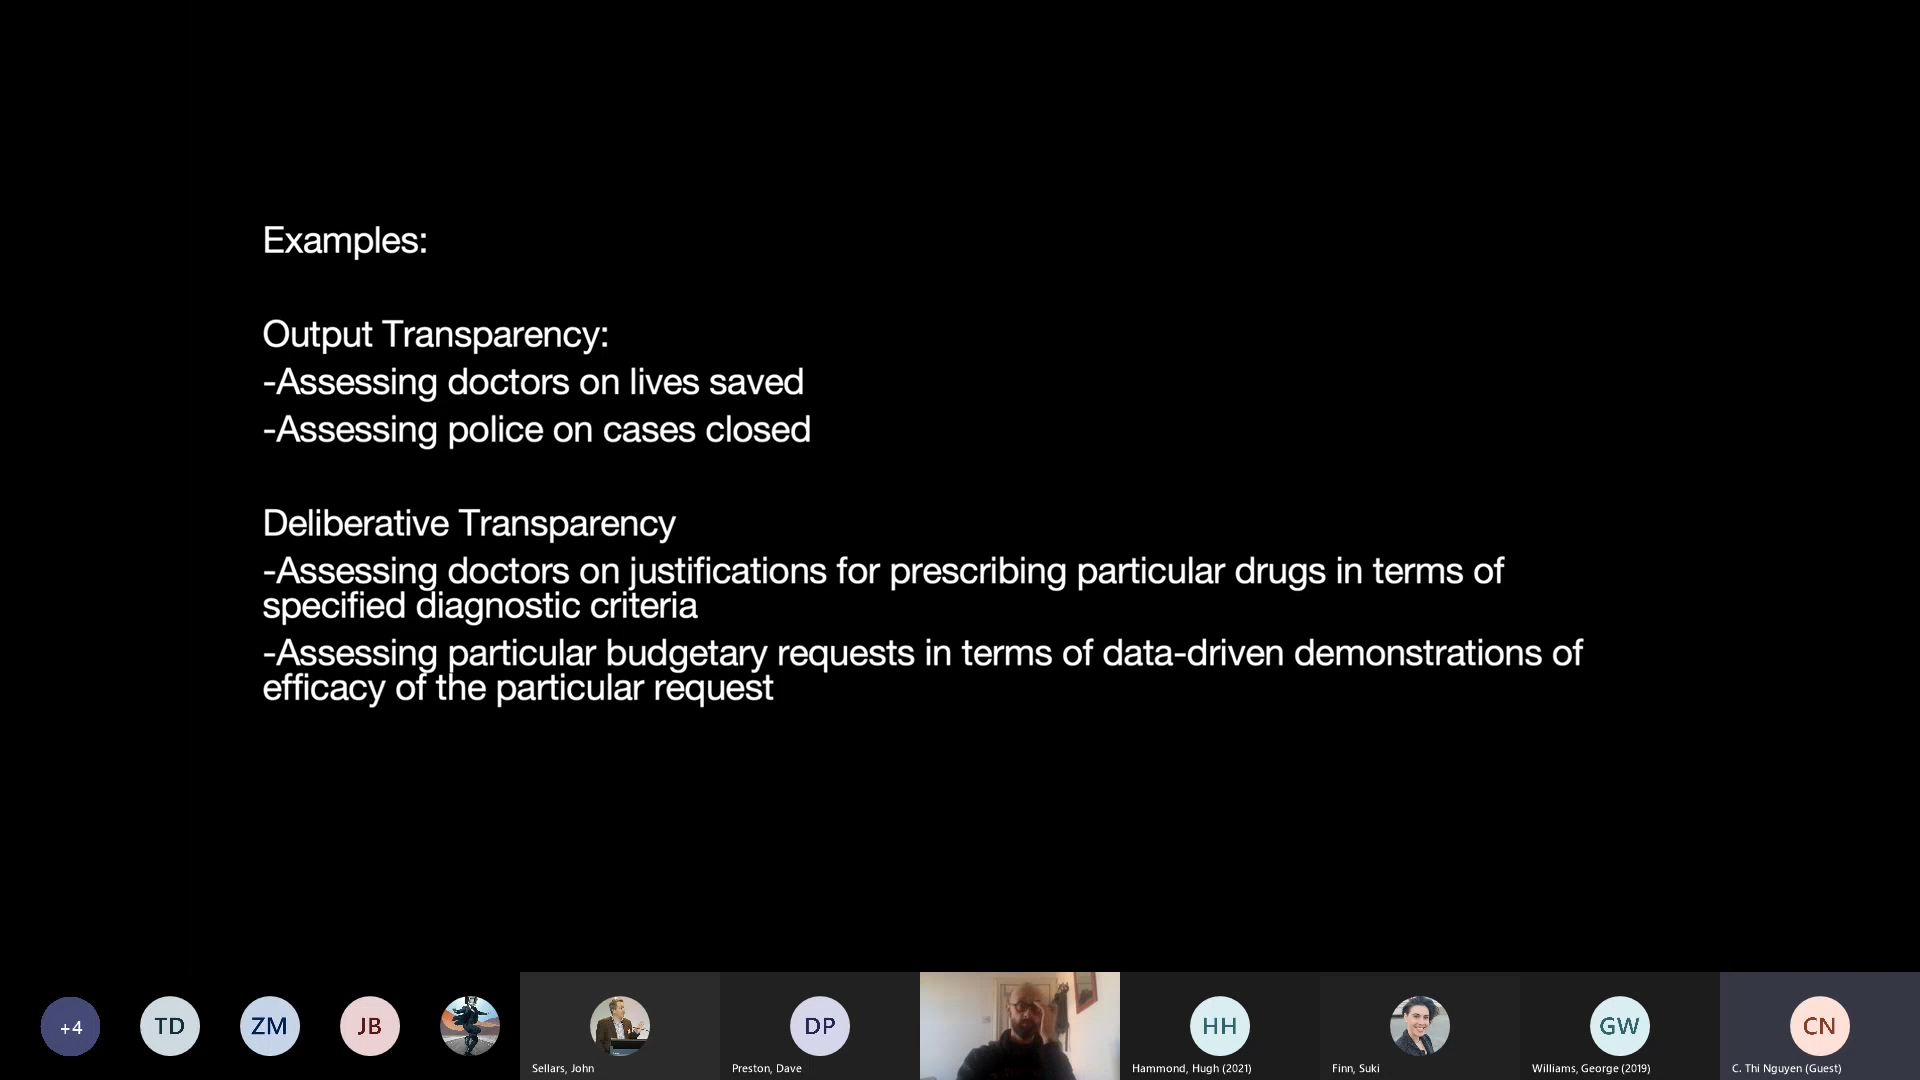 Examples:
Output Transparency:
-Assessing doctors on lives saved
-Assessing police on cases closed
Deliberative Transparency
-Assessing doctors on justifications for prescribing particular drugs in terms of
specified diagnostic criteria
-Assessing particular budgetary requests in terms of data-driven demonstrations of
efficacy of the particular request
+4
TD
ZM
JB
Sellars, John
DP
Preston, Dave
HH
Hammond, Hugh (2021)
Finn, Suki
GW
Williams, George (2019)
CN
C. Thi Nguyen (Guest)